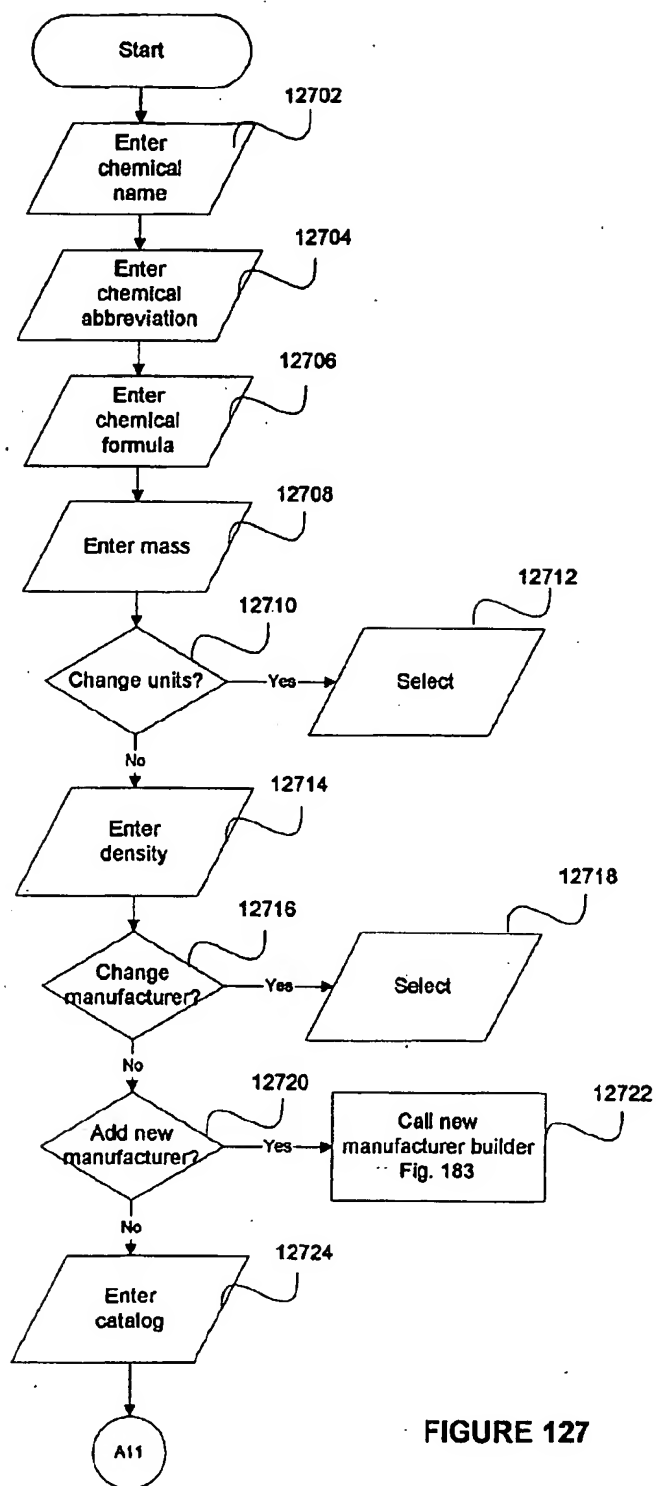 Start
12702
Enter
chemical
name
12704
Enter
chemical
abbreviation
12706
Enter
chemical
formula
12708
Enter mass
12710
Change units?
Yes
12712
Select
No
12714
Enter
density
12716
Change
manufacturer?
Yes
12718
Select
No
12720
Add new
manufacturer?
Yes
12722
Call new
manufacturer builder
Fig. 183
No
12724
Enter
catalog
A11
FIGURE 127